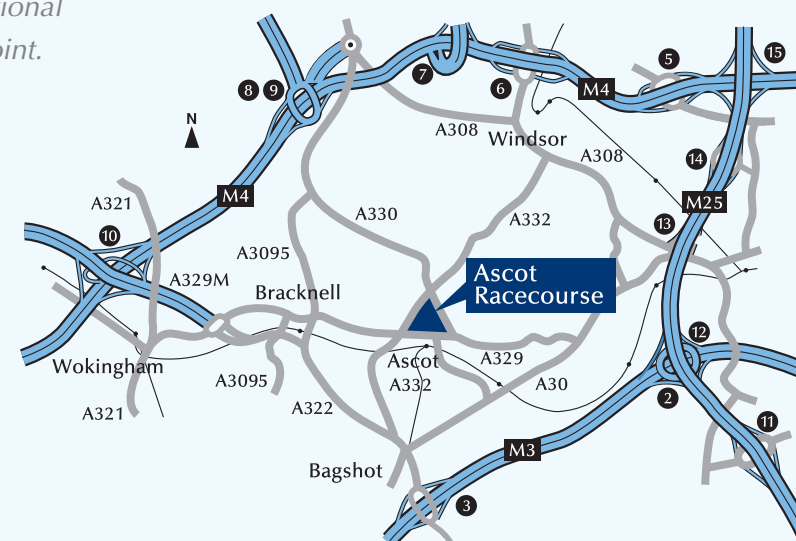 ional
oint.
5
15
8
9
7
6
M4
N
A308
Windsor
A308
14
M4
A321
A330
A332
M25
13
10
A3095
A329M
Ascot
Racecourse
Bracknell
12
Wokingham
Ascot
A329
A3095
A332
A30
2
A321
A322
11
M3
Bagshot
3